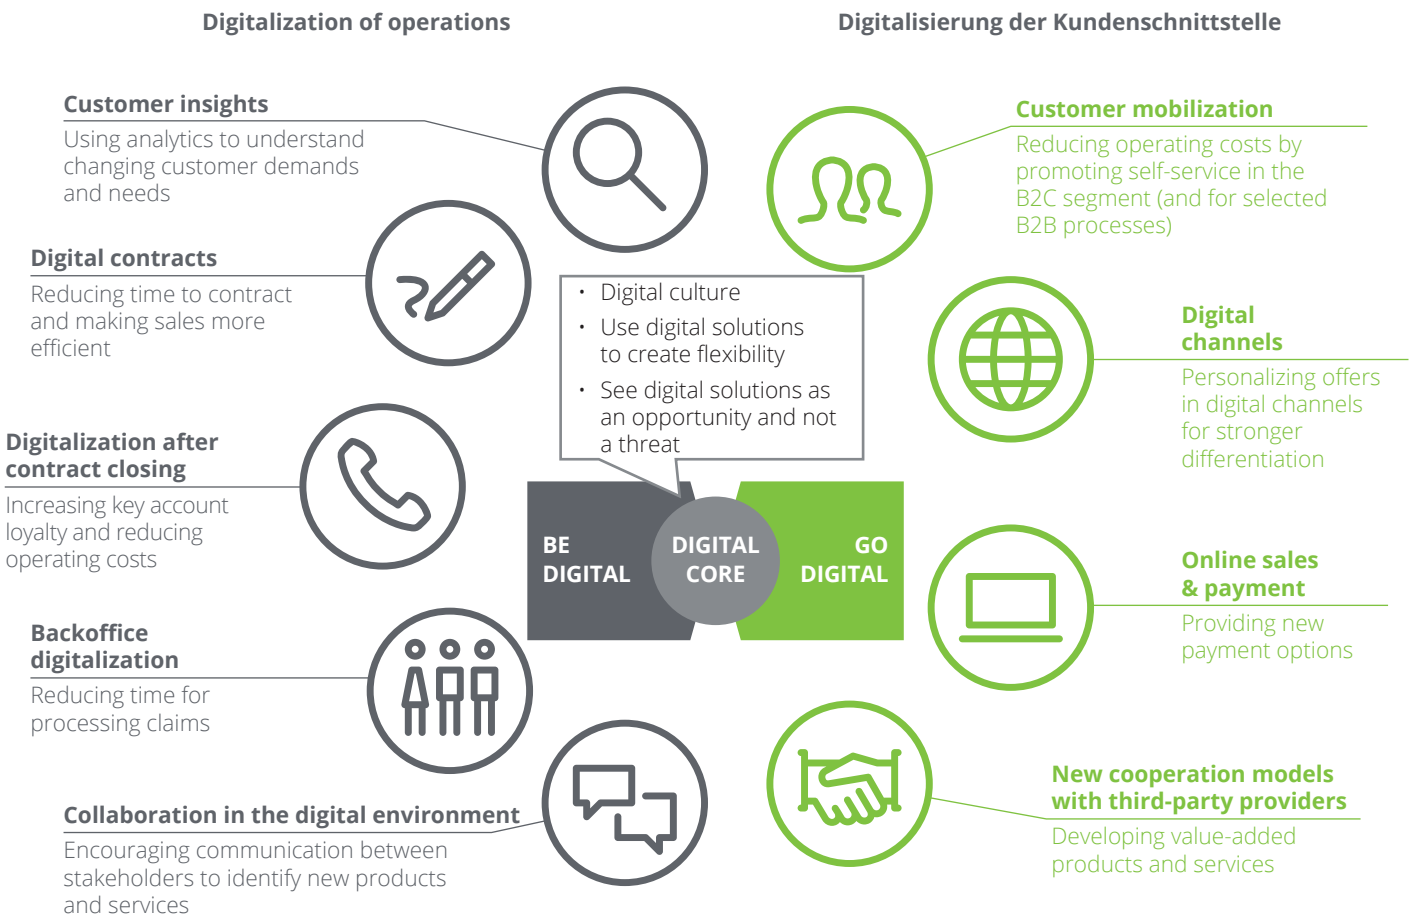 Digitalization of operations
Digitalisierung der Kundenschnittstelle
Customer insights
Using analytics to understand
changing customer demands
and needs
Digital contracts
Reducing time to contract
and making sales more
efficient
Digitalization after
contract closing
Increasing key account
loyalty and reducing
operating costs
Backoffice
digitalization
Reducing time for
processing claims
Collaboration in the digital environment
Encouraging communication between
stakeholders to identify new products
and services
• Digital culture
• Use digital solutions
to create flexibility
• See digital solutions as
an opportunity and not
a threat
BE
DIGITAL
DIGITAL
CORE
GO
DIGITAL
Customer mobilization
Reducing operating costs by
promoting self-service in the
B2C segment (and for selected
B2B processes)
Digital
channels
Personalizing offers
in digital channels
for stronger
differentiation
Online sales
& payment
Providing new
payment options
New cooperation models
with third-party providers
Developing value-added
products and services